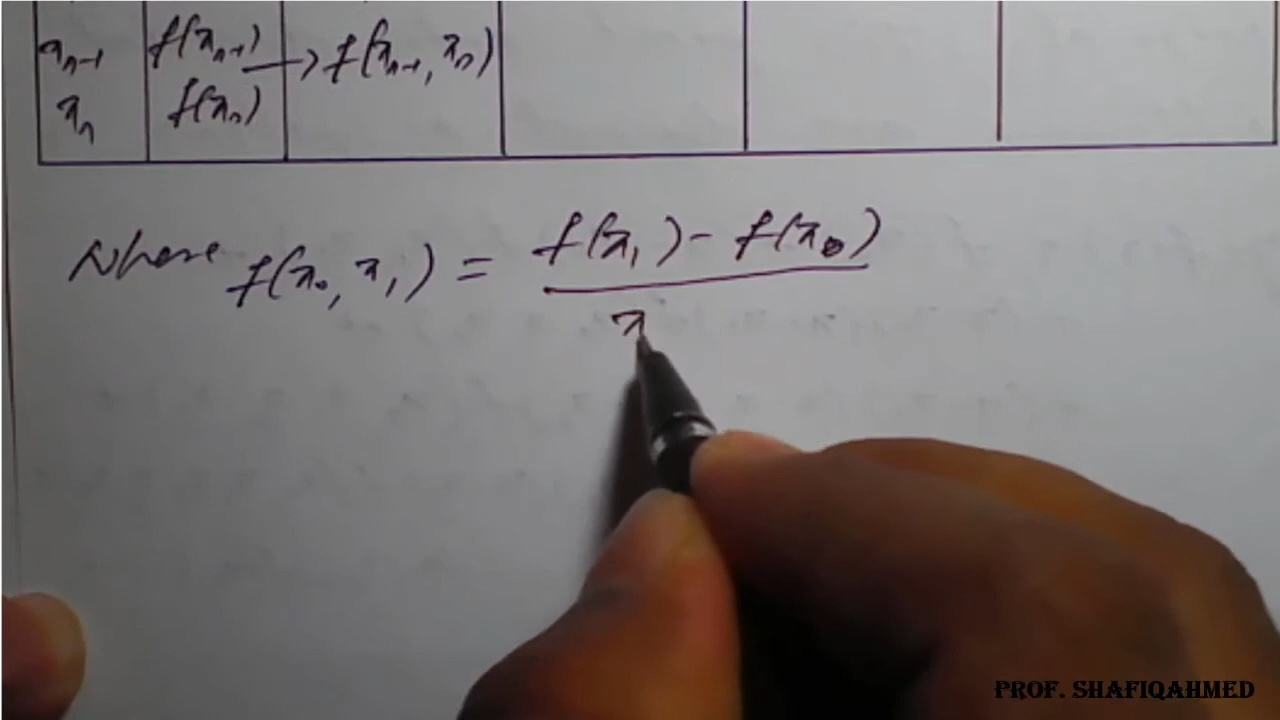 xₙ₋₁ f(xₙ₋₁) → f(xₙ₋₁, xₙ)
xₙ f(xₙ)
Where f(x₀, x₁) = f(x₁) - f(x₀)
x
PROF. SHAFIQAHMED